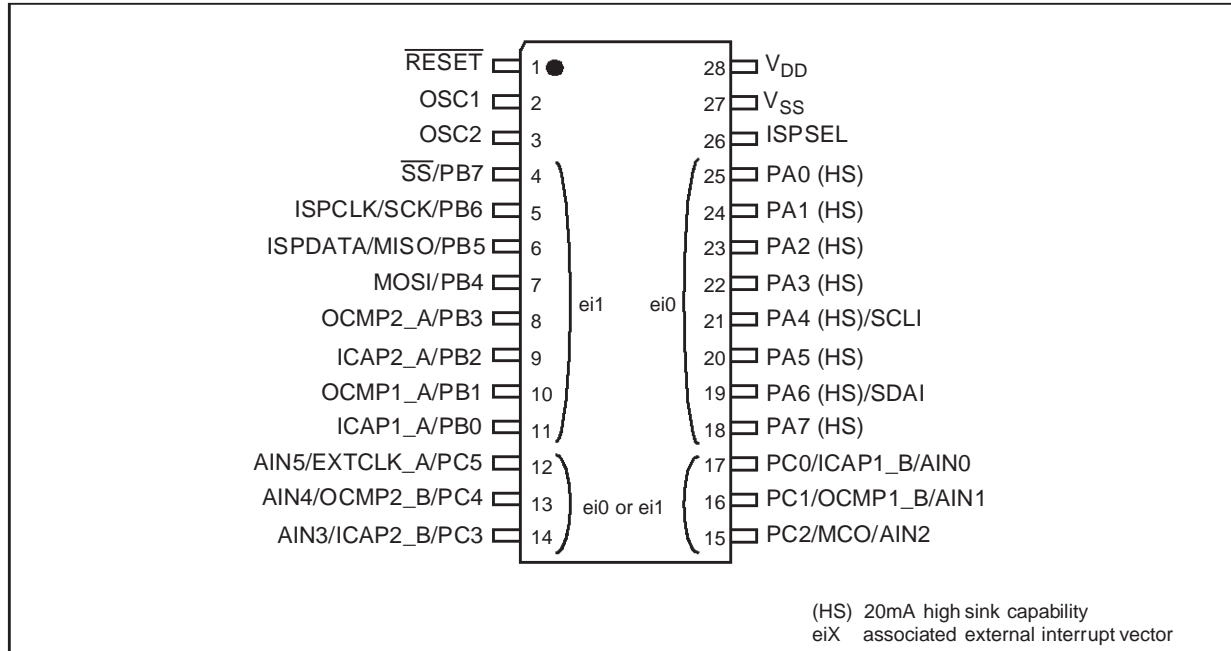 RESET 1 28 VDD
OSC1 2 27 VSS
OSC2 3 26 ISPSEL
SS/PB7 4 25 PA0 (HS)
ISPCLK/SCK/PB6 5 24 PA1 (HS)
ISPDATA/MISO/PB5 6 23 PA2 (HS)
MOSI/PB4 7 22 PA3 (HS)
ei1 ei0
OCMP2_A/PB3 8 21 PA4 (HS)/SCLI
ICAP2_A/PB2 9 20 PA5 (HS)
OCMP1_A/PB1 10 19 PA6 (HS)/SDAI
ICAP1_A/PB0 11 18 PA7 (HS)
AIN5/EXTCLK_A/PC5 12 17 PC0/ICAP1_B/AIN0
AIN4/OCMP2_B/PC4 13 ei0 or ei1 16 PC1/OCMP1_B/AIN1
AIN3/ICAP2_B/PC3 14 15 PC2/MCO/AIN2
(HS) 20mA high sink capability
eiX associated external interrupt vector